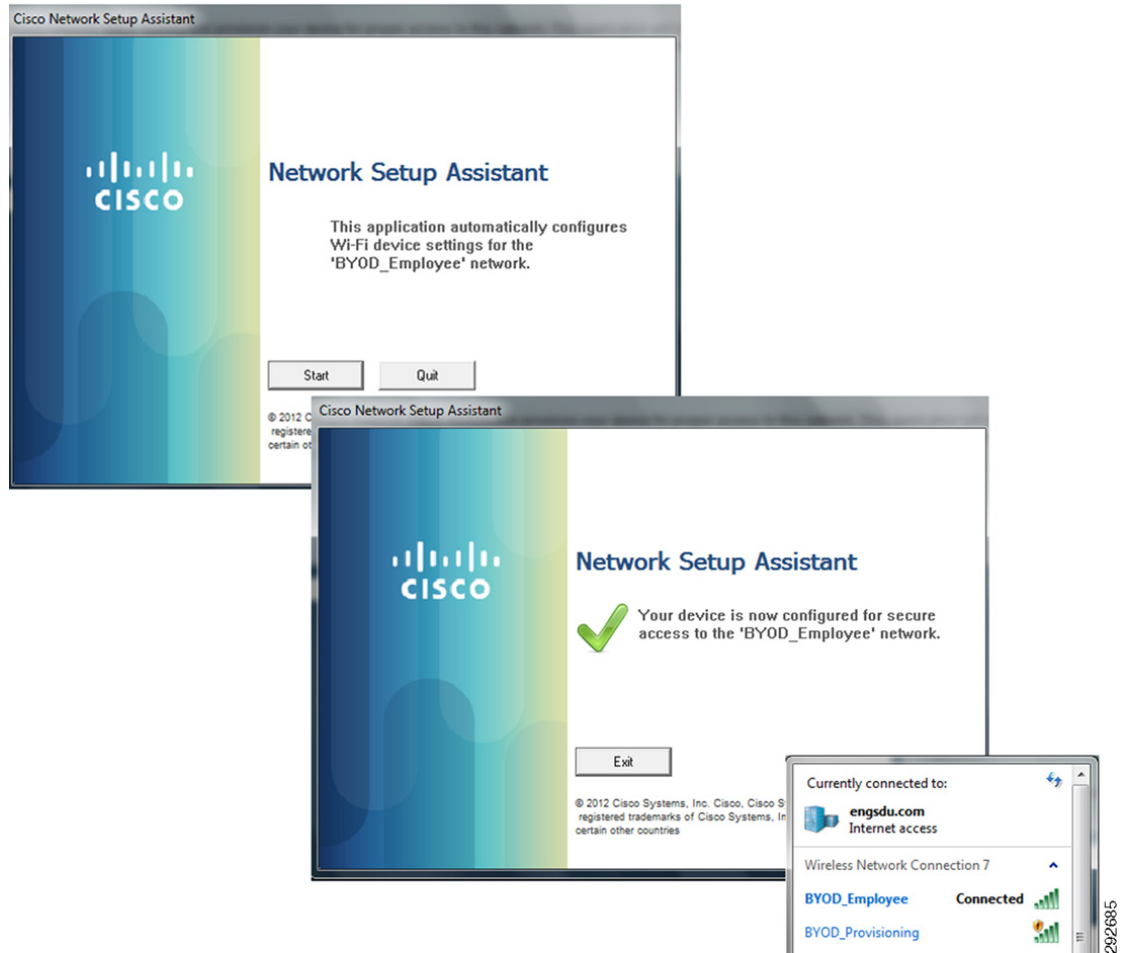 Cisco Network Setup Assistant
CISCO
Network Setup Assistant
This application automatically configures
Wi-Fi device settings for the
'BYOD_Employee' network.
Start Quit
© 2012 C
registere
certain ot
Cisco Network Setup Assistant
CISCO
Network Setup Assistant
Your device is now configured for secure
access to the 'BYOD_Employee' network.
Exit
© 2012 Cisco Systems, Inc. Cisco, Cisco S
registered trademarks of Cisco Systems, In
certain other countries
Currently connected to:
engsdu.com
Internet access
Wireless Network Connection 7
BYOD_Employee Connected
BYOD_Provisioning
292685